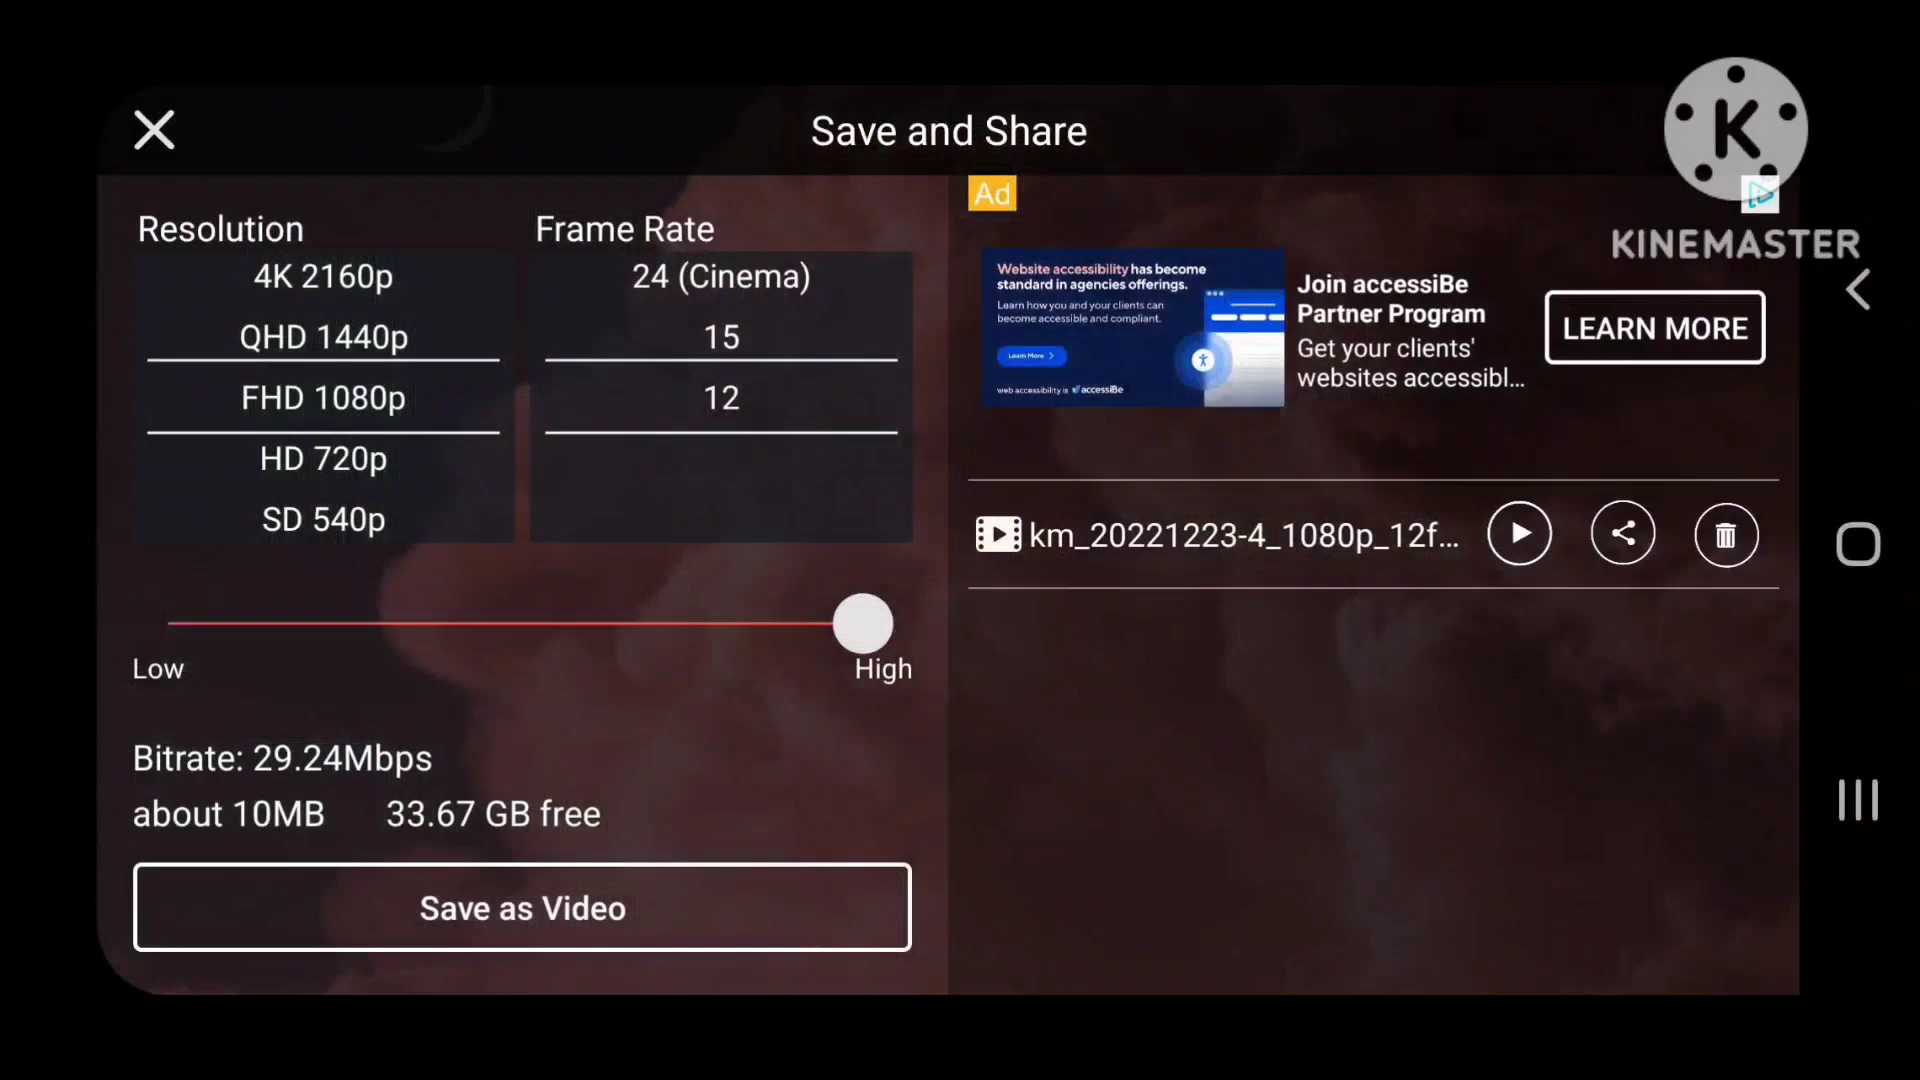 Save and Share
K
KINEMASTER
Resolution
4K 2160p
QHD 1440p
FHD 1080p
HD 720p
SD 540p
Frame Rate
24 (Cinema)
15
12
Low
High
Bitrate: 29.24Mbps
about 10MB 33.67 GB free
Save as Video
Ad
Website accessibility has become
standard in agencies offerings.
Learn how you and your clients can
become accessible and compliant.
Learn More
web accessibility is accessiBe
Join accessiBe
Partner Program
Get your clients'
websites accessibl...
LEARN MORE
km_20221223-4_1080p_12f...